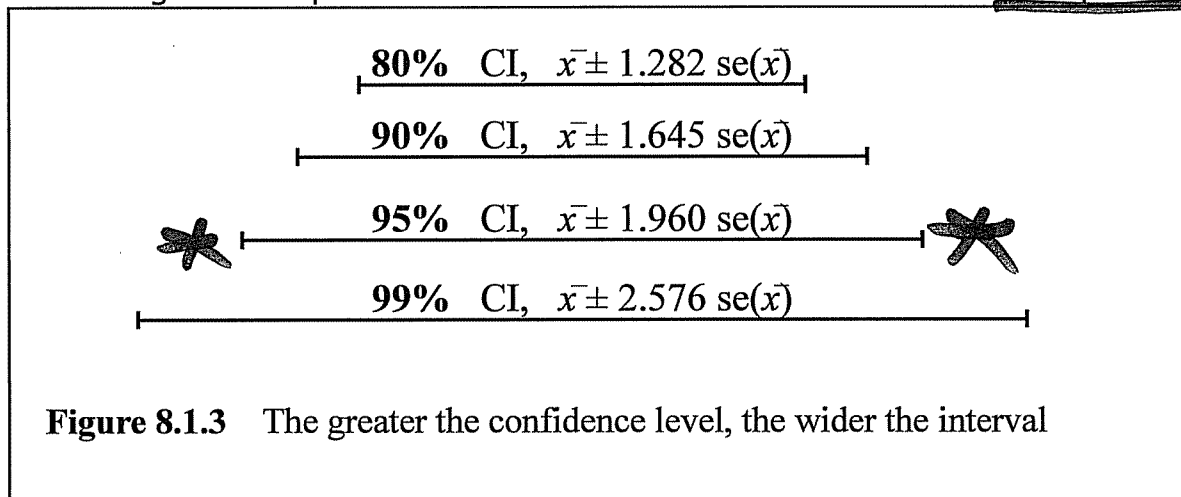 80% CI, x̄ ± 1.282 se(x̄)
90% CI, x̄ ± 1.645 se(x̄)
95% CI, x̄ ± 1.960 se(x̄)
99% CI, x̄ ± 2.576 se(x̄)
Figure 8.1.3 The greater the confidence level, the wider the interval